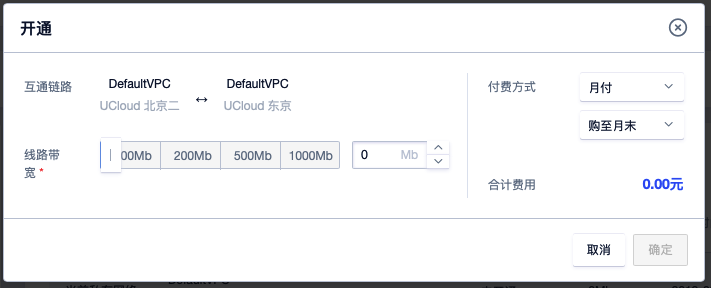 开通
互通链路
DefaultVPC
UCloud 北京二
↔
DefaultVPC
UCloud 东京
线路带
宽 *
00Mb 200Mb 500Mb 1000Mb
0 Mb
付费方式
月付
购至月末
合计费用
0.00元
取消
确定
DefaultVPC